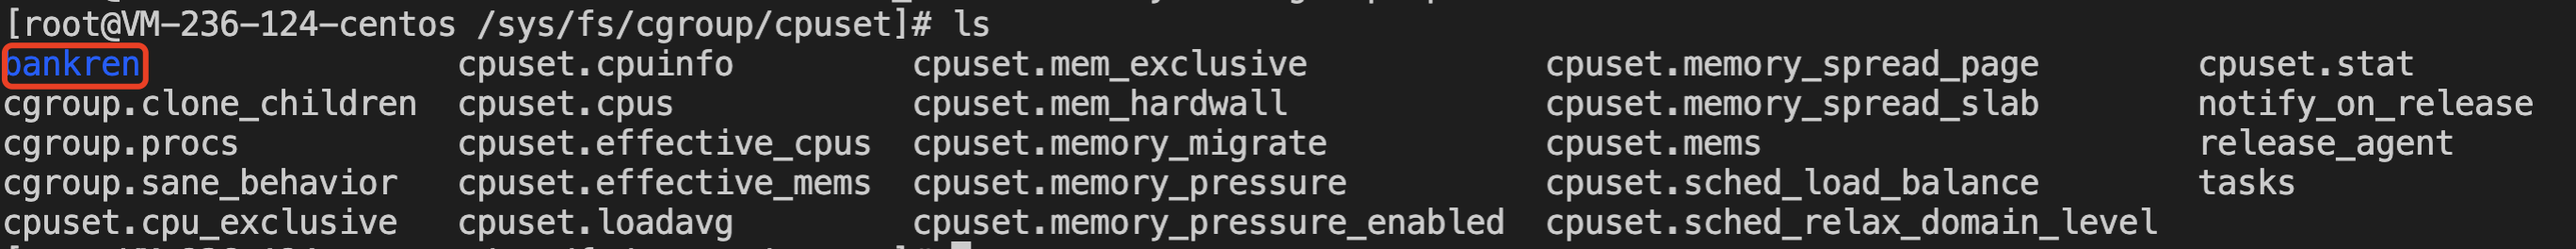 [root@VM-236-124-centos /sys/fs/cgroup/cpuset]# ls
bankren cpuset.cpuinfo cpuset.mem_exclusive cpuset.memory_spread_page cpuset.stat
cgroup.clone_children cpuset.cpus cpuset.mem_hardwall cpuset.memory_spread_slab notify_on_release
cgroup.procs cpuset.effective_cpus cpuset.memory_migrate cpuset.mems release_agent
cgroup.sane_behavior cpuset.effective_mems cpuset.memory_pressure cpuset.sched_load_balance tasks
cpuset.cpu_exclusive cpuset.loadavg cpuset.memory_pressure_enabled cpuset.sched_relax_domain_level